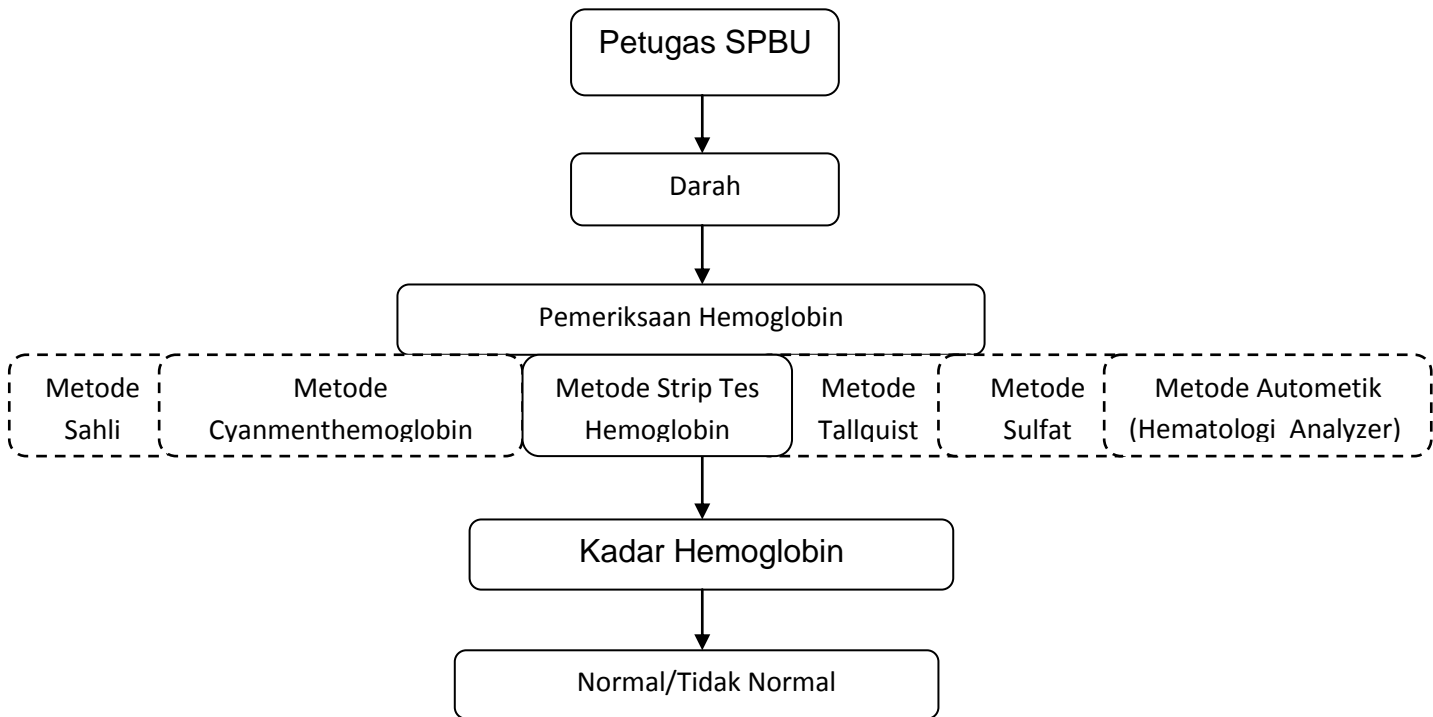 Petugas SPBU
Darah
Pemeriksaan Hemoglobin
Metode
Sahli
Metode
Cyanmenthemoglobin
Metode Strip Tes
Hemoglobin
Metode
Tallquist
Metode
Sulfat
Metode Autometik
(Hematologi Analyzer)
Kadar Hemoglobin
Normal/Tidak Normal